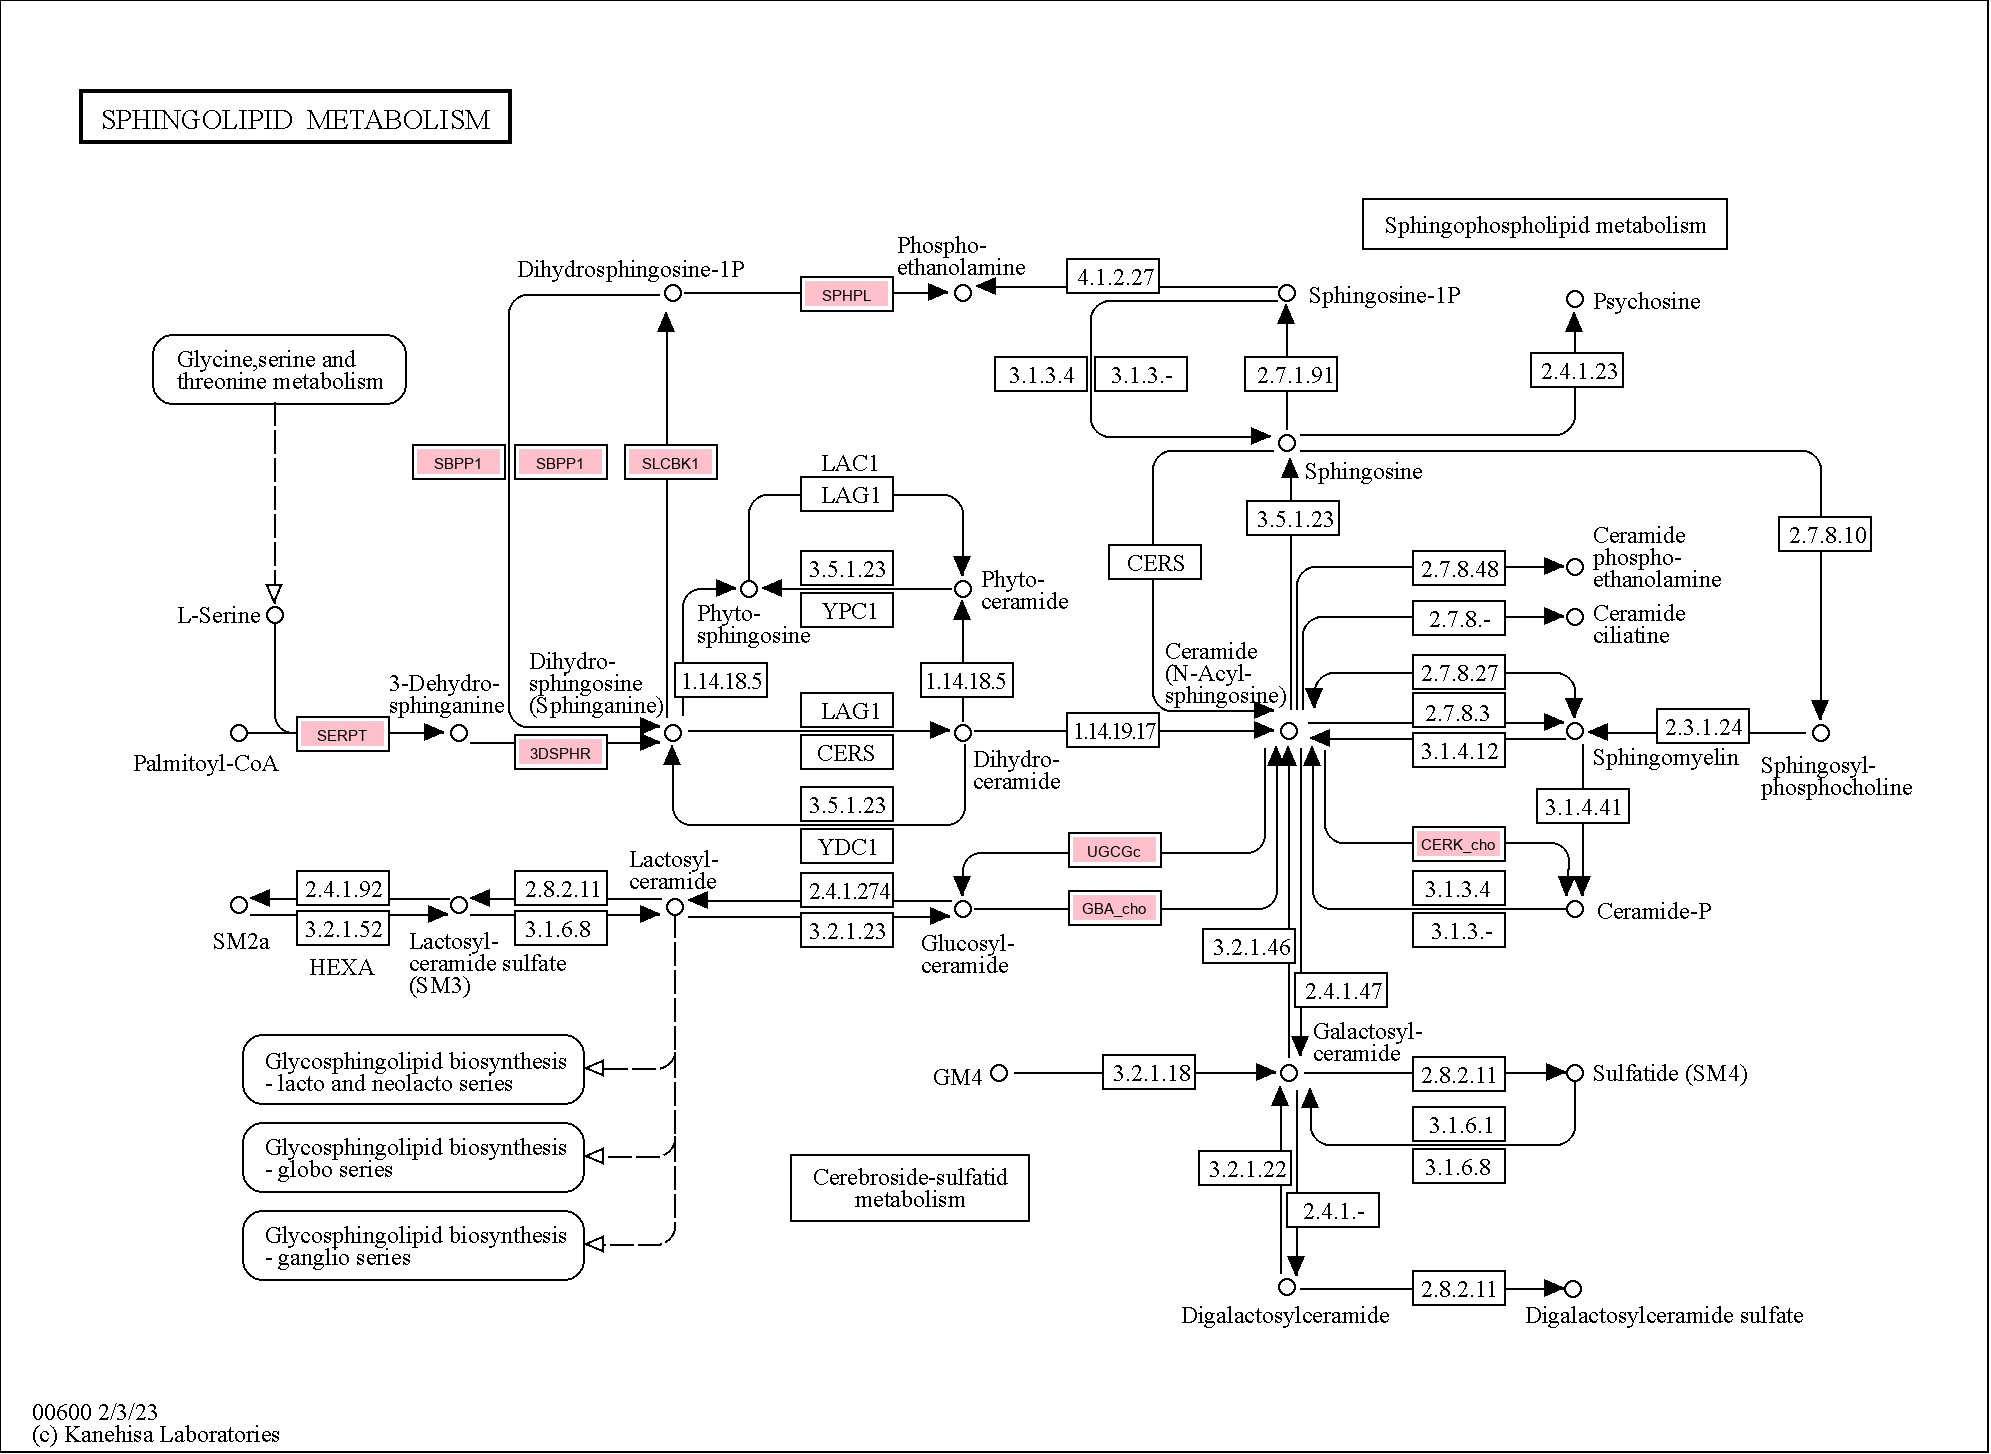 SPHINGOLIPID METABOLISM
Sphingophospholipid metabolism
Phospho-
ethanolamine
Dihydrosphingosine-1P
SPHPL
4.1.2.27
Sphingosine-1P
Psychosine
Glycine,serine and
threonine metabolism
3.1.3.4
3.1.3.-
2.7.1.91
2.4.1.23
SBPP1
SBPP1
SLCBK1
LAC1
LAG1
Sphingosine
3.5.1.23
2.7.8.10
CERS
3.5.1.23
YPC1
Phyto-
ceramide
2.7.8.48
Ceramide
phospho-
ethanolamine
2.7.8.-
Ceramide
ciliatine
L-Serine
Phyto-
sphingosine
3-Dehydro-
sphinganine
Dihydro-
sphingosine
(Sphinganine)
1.14.18.5
1.14.18.5
Ceramide
(N-Acyl-
sphingosine)
2.7.8.27
2.7.8.3
3.1.4.12
2.3.1.24
Palmitoyl-CoA
SERPT
3DSPHR
LAG1
CERS
Dihydro-
ceramide
1.14.19.17
Sphingomyelin
Sphingosyl-
phosphocholine
3.5.1.23
YDC1
3.1.4.41
UGCGc
CERK_cho
Lactosyl-
ceramide
2.4.1.92
2.8.2.11
2.4.1.274
GBA_cho
3.1.3.4
Ceramide-P
3.2.1.52
3.1.6.8
3.2.1.23
3.1.3.-
SM2a
HEXA
Lactosyl-
ceramide sulfate
(SM3)
Glucosyl-
ceramide
3.2.1.46
2.4.1.47
Galactosyl-
ceramide
Glycosphingolipid biosynthesis
- lacto and neolacto series
GM4
3.2.1.18
2.8.2.11
Sulfatide (SM4)
3.1.6.1
3.1.6.8
Glycosphingolipid biosynthesis
- globo series
Cerebroside-sulfatid
metabolism
3.2.1.22
2.4.1.-
Glycosphingolipid biosynthesis
- ganglio series
2.8.2.11
Digalactosylceramide
Digalactosylceramide sulfate
00600 2/3/23
(c) Kanehisa Laboratories